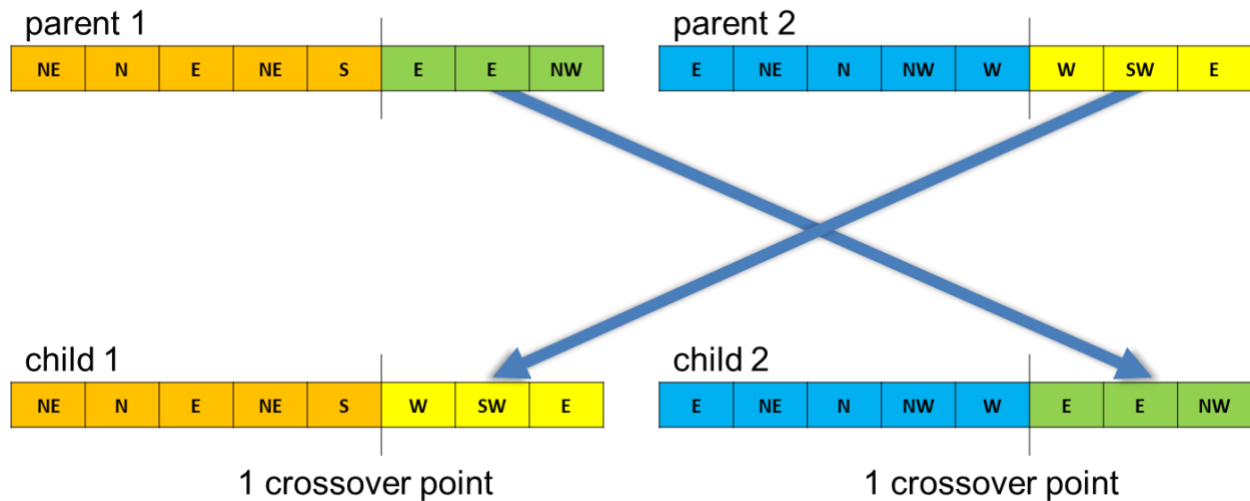 parent 1
NE N E NE S E E NW
parent 2
E NE N NW W W SW E
child 1
NE N E NE S W SW E
1 crossover point
child 2
E NE N NW W E E NW
1 crossover point